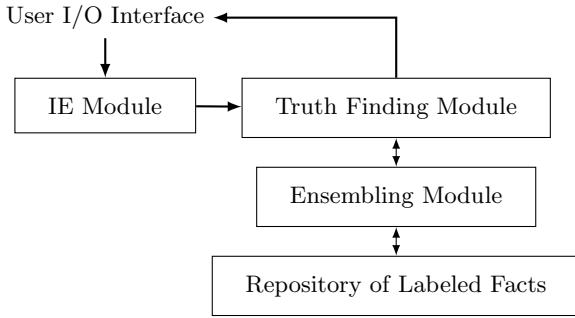 User I/O Interface
IE Module
Truth Finding Module
Ensembling Module
Repository of Labeled Facts